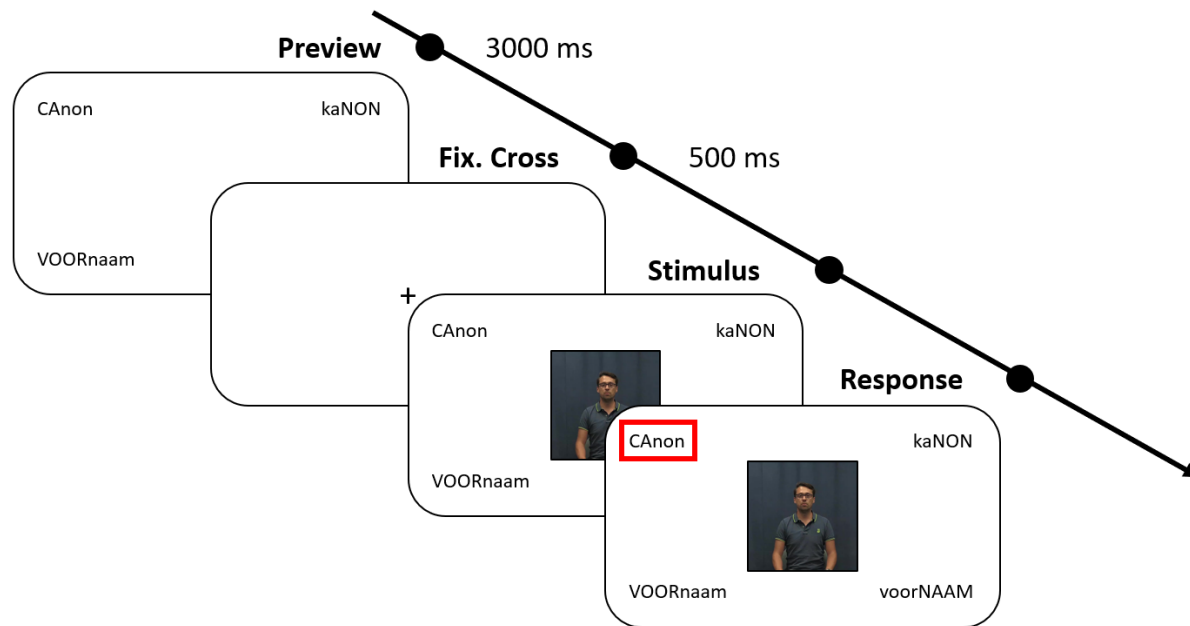 Preview
3000 ms
CAnon
kaNON
VOORnaam
Fix. Cross
500 ms
+
Stimulus
CAnon
kaNON
VOORnaam
Response
CAnon
kaNON
VOORnaam
voorNAAM